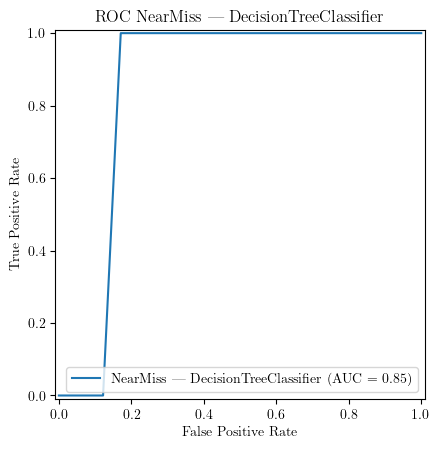 ROC NearMiss — DecisionTreeClassifier
1.0
0.8
0.6
0.4
0.2
0.0
True Positive Rate
NearMiss — DecisionTreeClassifier (AUC = 0.85)
0.0 0.2 0.4 0.6 0.8 1.0
False Positive Rate